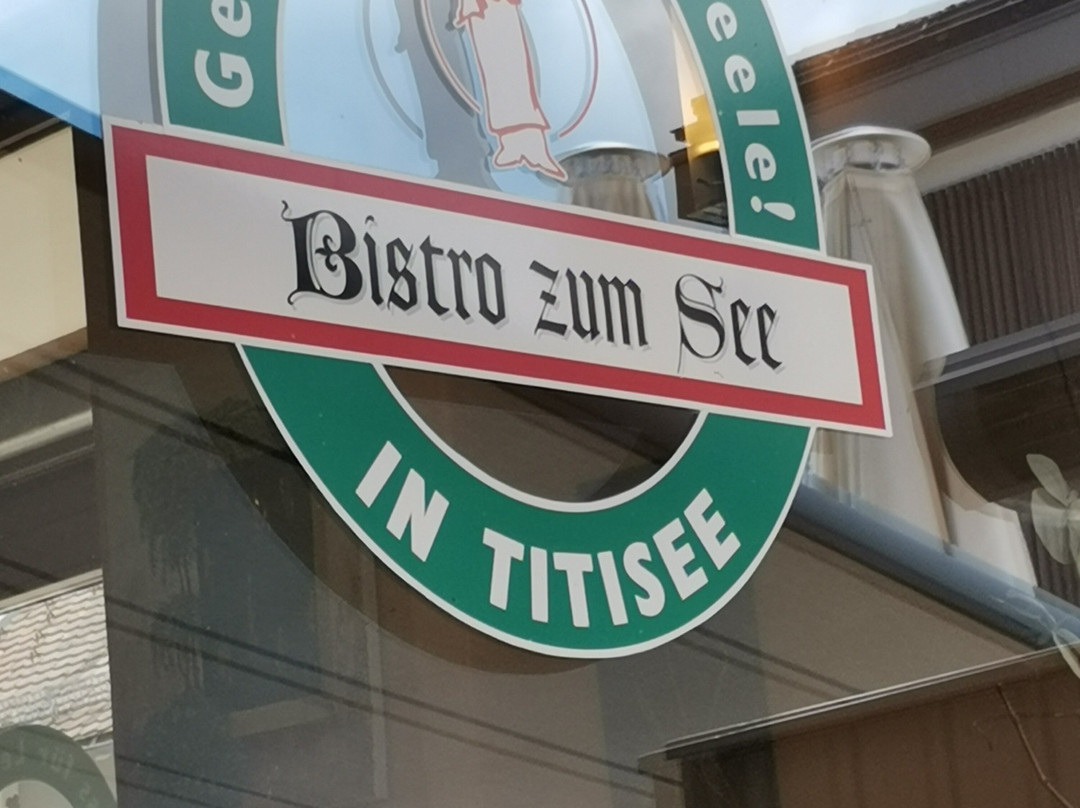 Ge
eele!
Bistro zum See
IN TITISEE